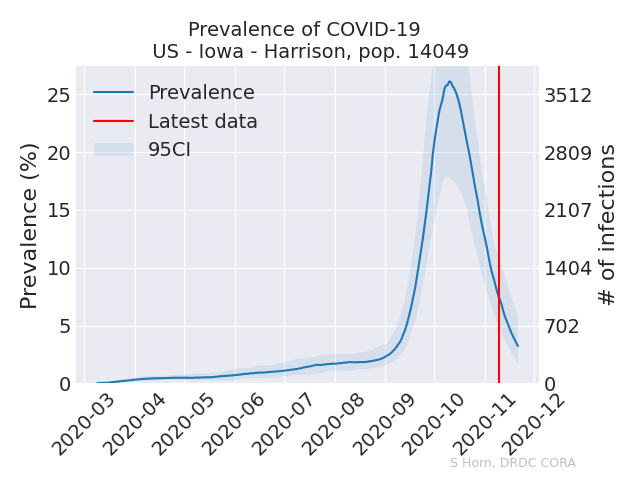 Prevalence of COVID-19
US - Iowa - Harrison, pop. 14049
Prevalence
Latest data
95CI
Prevalence (%)
25
20
15
10
5
0
3512
2809
2107
1404
702
0
# of infections
2020-03
2020-04
2020-05
2020-06
2020-07
2020-08
2020-09
2020-10
2020-11
2020-12
S Horn, DRDC CORA